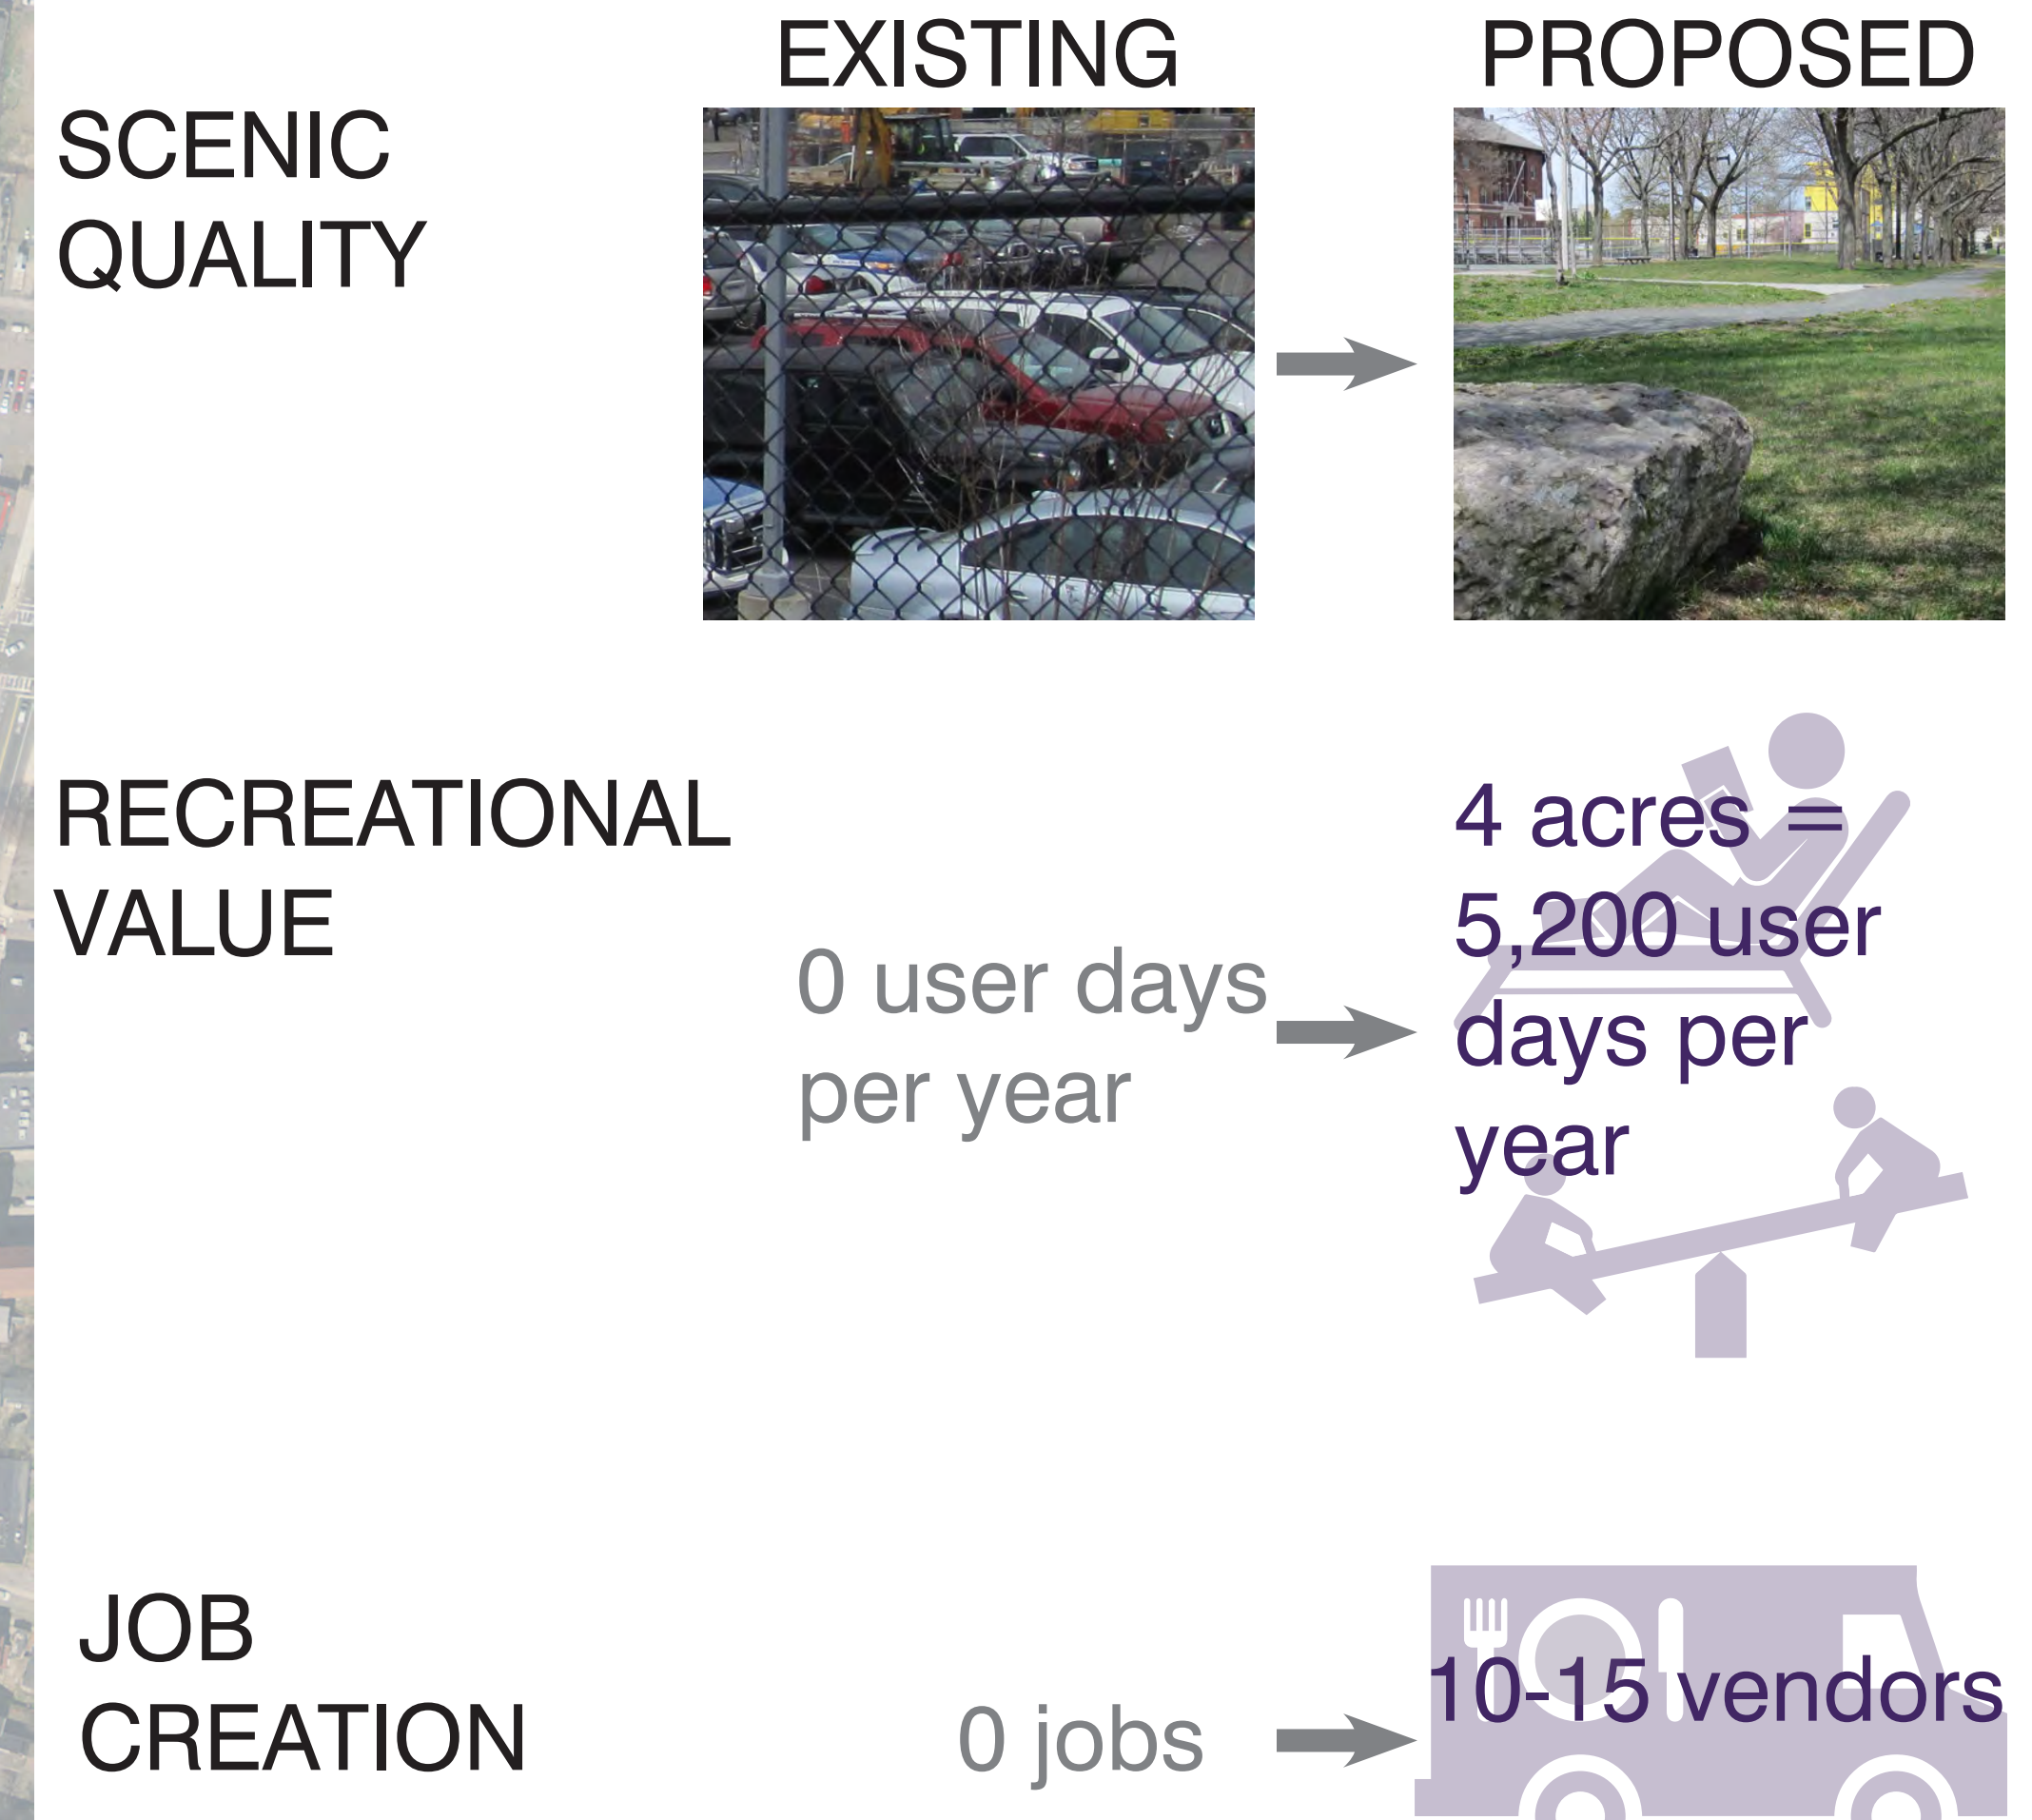 EXISTING
PROPOSED
SCENIC
QUALITY
RECREATIONAL
VALUE
0 user days
per year
4 acres =
5,200 user
days per
year
JOB
CREATION
0 jobs
10-15 vendors